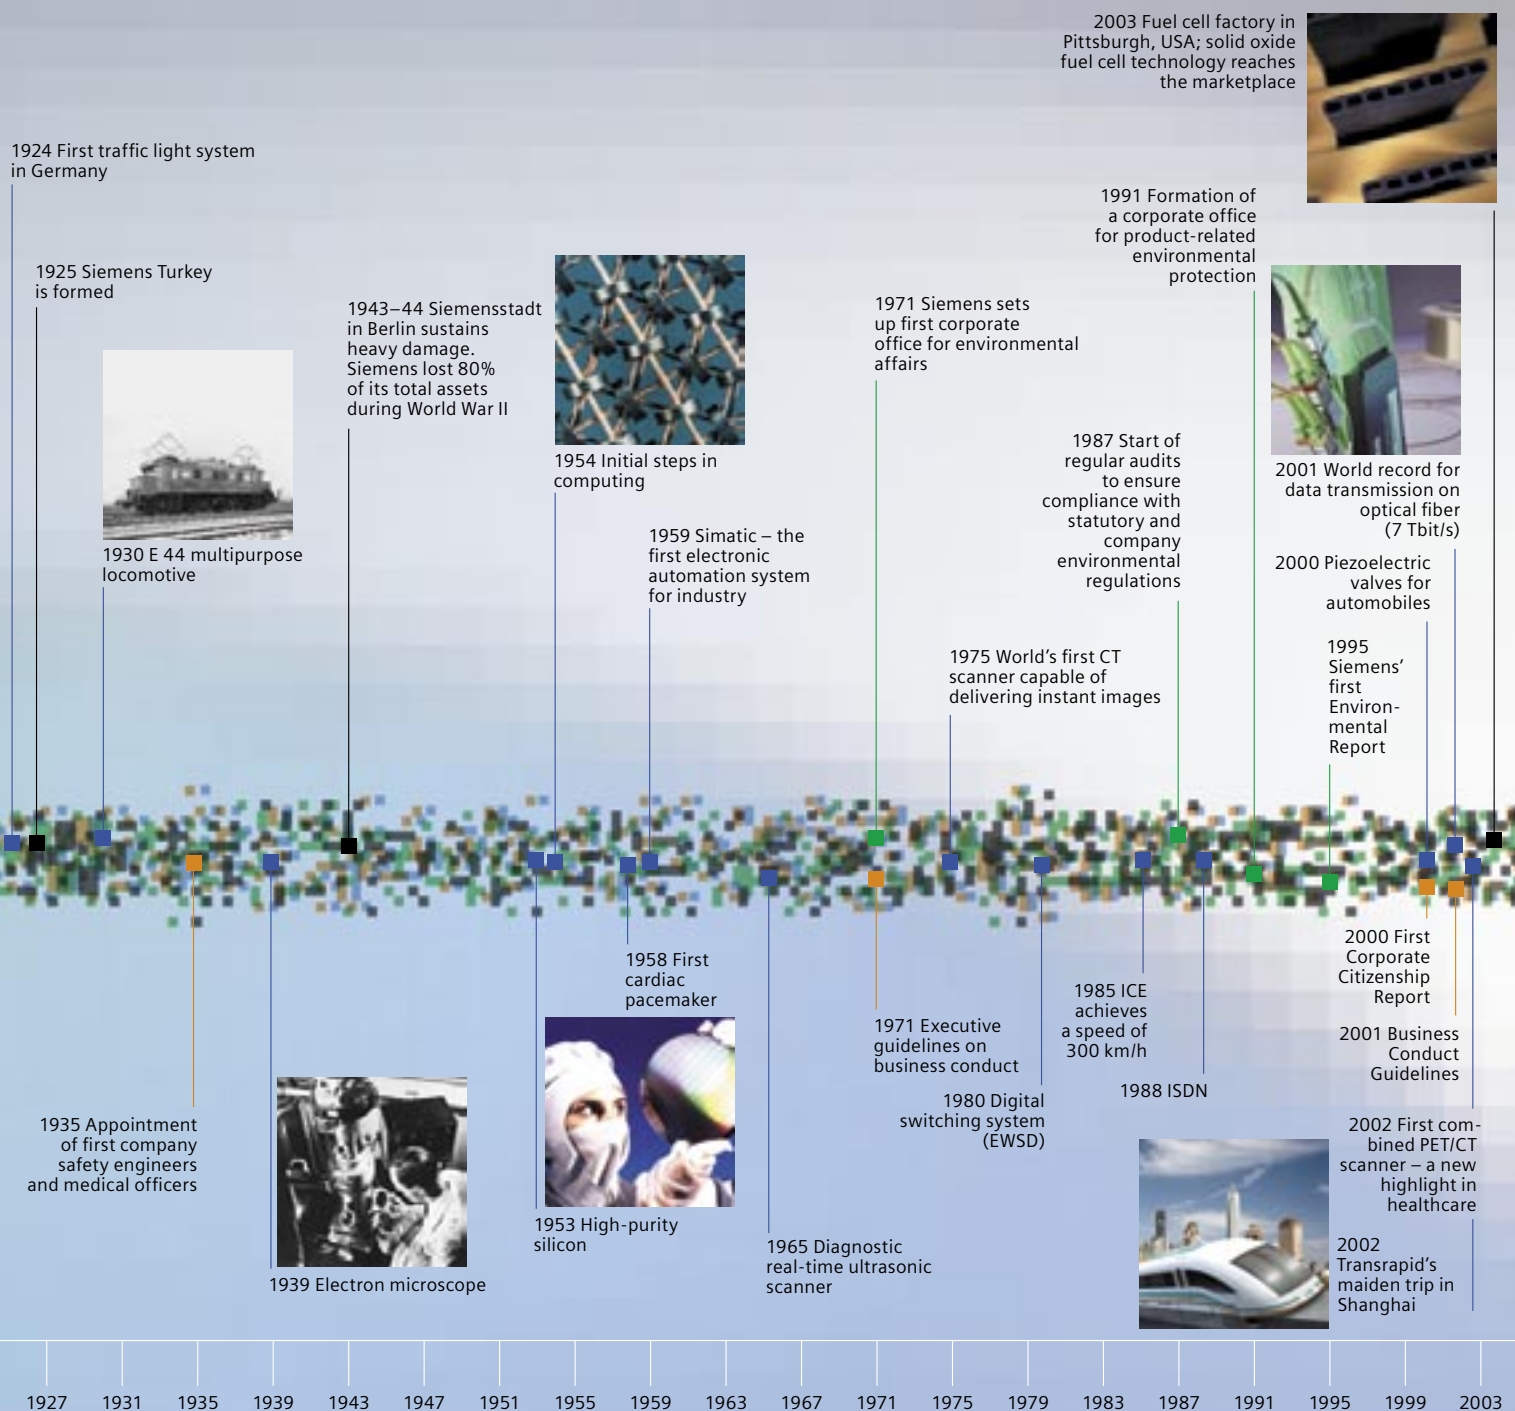 2003 Fuel cell factory in
Pittsburgh, USA; solid oxide
fuel cell technology reaches
the marketplace
1924 First traffic light system
in Germany
1991 Formation of
a corporate office
for product-related
environmental
protection
1925 Siemens Turkey
is formed
1943–44 Siemensstadt
in Berlin sustains
heavy damage.
Siemens lost 80%
of its total assets
during World War II
1971 Siemens sets
up first corporate
office for environmental
affairs
1987 Start of
regular audits
to ensure
compliance with
statutory and
company
environmental
regulations
1954 Initial steps in
computing
2001 World record for
data transmission on
optical fiber
(7 Tbit/s)
1930 E 44 multipurpose
locomotive
1959 Simatic – the
first electronic
automation system
for industry
2000 Piezoelectric
valves for
automobiles
1975 World’s first CT
scanner capable of
delivering instant images
1995
Siemens’
first
Environ-
mental
Report
1958 First
cardiac
pacemaker
2000 First
Corporate
Citizenship
Report
1985 ICE
achieves
a speed of
300 km/h
1971 Executive
guidelines on
business conduct
2001 Business
Conduct
Guidelines
1988 ISDN
1980 Digital
switching system
(EWSD)
1935 Appointment
of first company
safety engineers
and medical officers
2002 First com-
bined PET/CT
scanner – a new
highlight in
healthcare
1953 High-purity
silicon
1965 Diagnostic
real-time ultrasonic
scanner
2002
Transrapid’s
maiden trip in
Shanghai
1939 Electron microscope
1927 1931 1935 1939 1943 1947 1951 1955 1959 1963 1967 1971 1975 1979 1983 1987 1991 1995 1999 2003